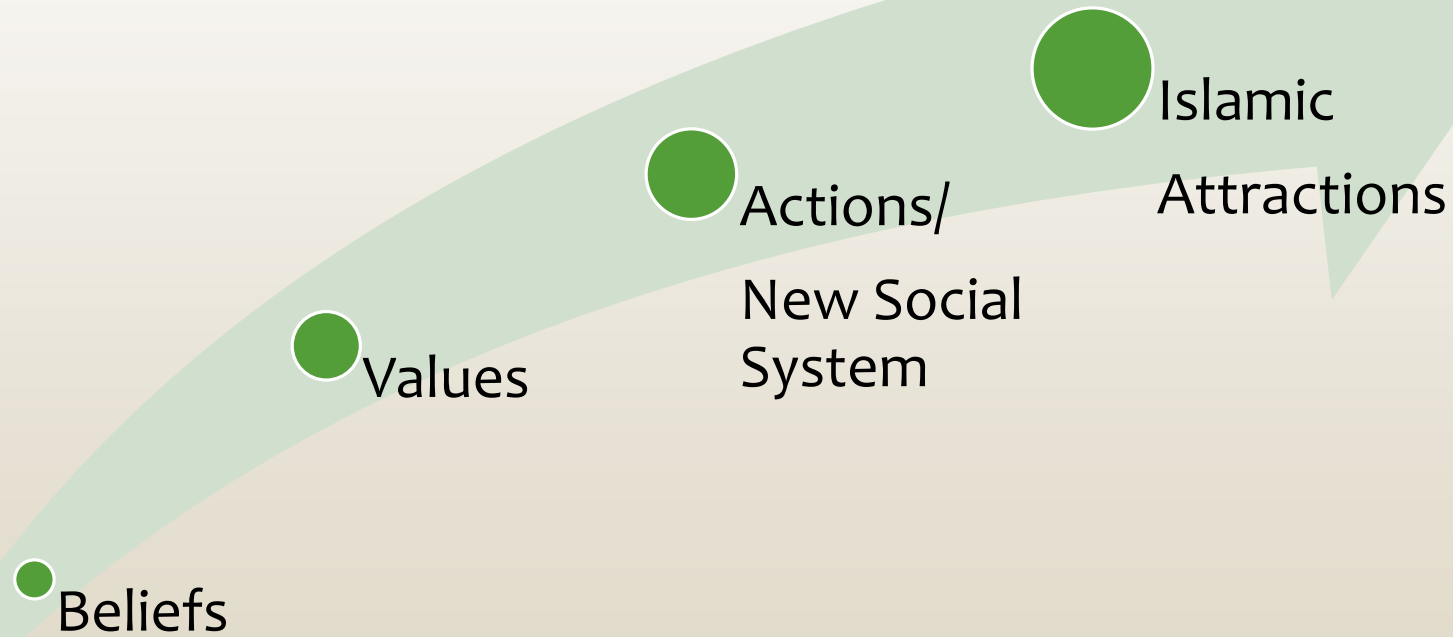 Islamic
Attractions
Actions/
New Social
System
Values
Beliefs